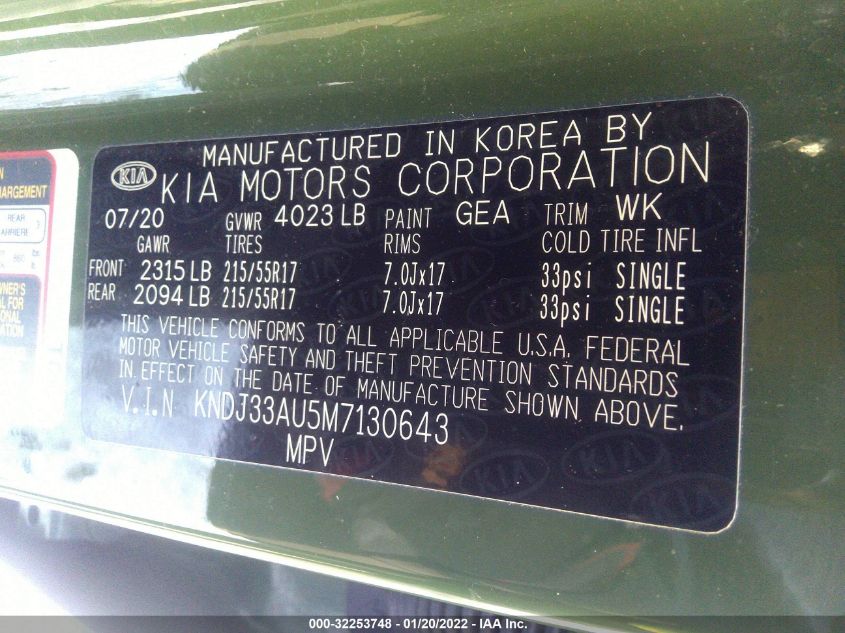 MANUFACTURED IN KOREA BY
KIA
KIA MOTORS CORPORATION
07/20 GVWR 4023 LB PAINT GEA TRIM WK
GAWR TIRES RIMS COLD TIRE INFL
FRONT 2315 LB 215/55R17 7.0Jx17 33psi SINGLE
REAR 2094 LB 215/55R17 7.0Jx17 33psi SINGLE
THIS VEHICLE CONFORMS TO ALL APPLICABLE U.S.A. FEDERAL
MOTOR VEHICLE SAFETY AND THEFT PREVENTION STANDARDS
IN EFFECT ON THE DATE OF MANUFACTURE SHOWN ABOVE.
V.I.N KNDJ33AU5M7130643
MPV
REAR
000-32253748 - 01/20/2022 - IAA Inc.